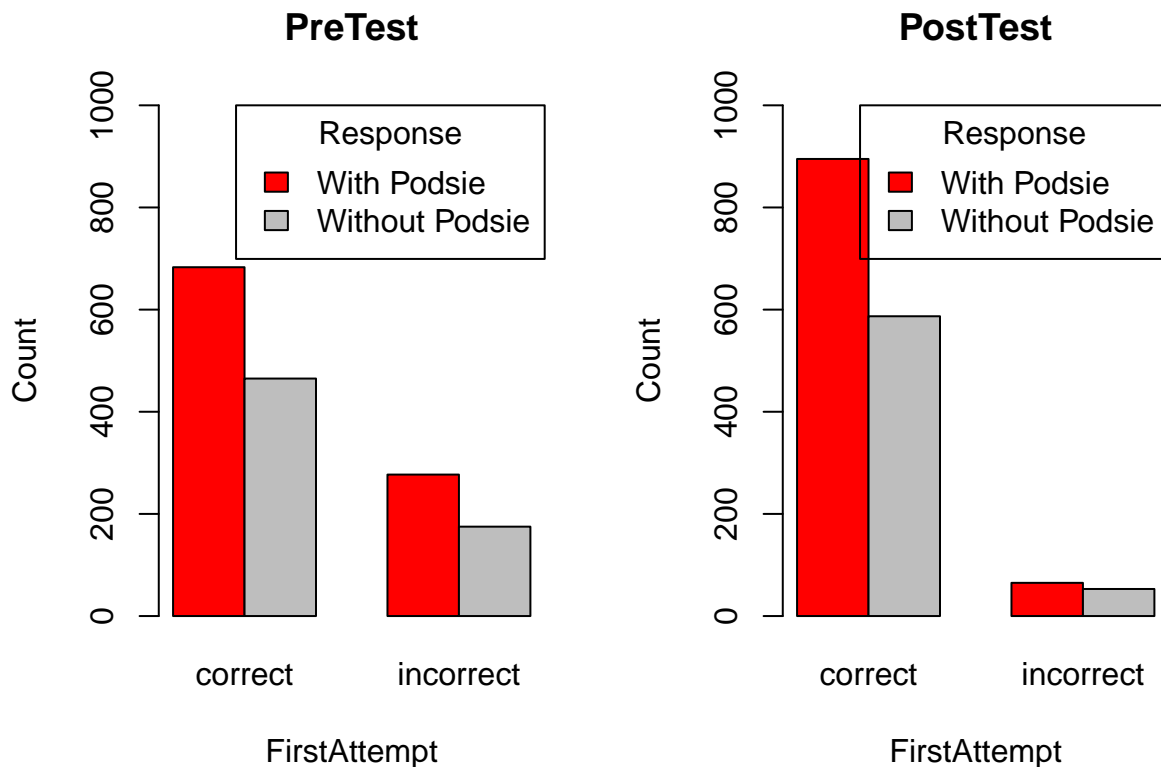 PreTest
Count
1000
800
600
400
200
0
Response
With Podsie
Without Podsie
correct incorrect
FirstAttempt
PostTest
Count
1000
800
600
400
200
0
Response
With Podsie
Without Podsie
correct incorrect
FirstAttempt